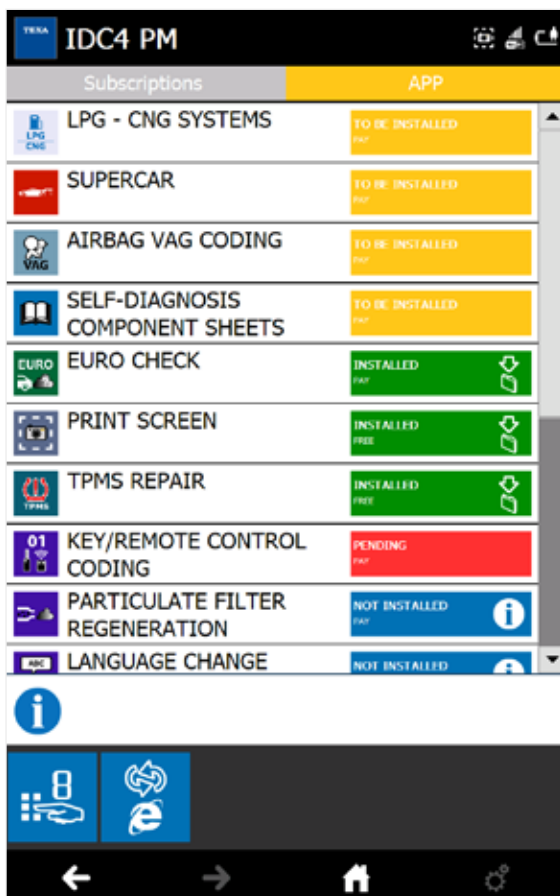 TEXA
IDC4 PM
Subscriptions
APP
LPG
CNG
LPG - CNG SYSTEMS
TO BE INSTALLED
PAY
SUPERCAR
TO BE INSTALLED
PAY
VAG
AIRBAG VAG CODING
TO BE INSTALLED
PAY
SELF-DIAGNOSIS
COMPONENT SHEETS
TO BE INSTALLED
PAY
EURO
EURO CHECK
INSTALLED
PAY
PRINT SCREEN
INSTALLED
FREE
TPMS
TPMS REPAIR
INSTALLED
FREE
01
KEY/REMOTE CONTROL
CODING
PENDING
PAY
PARTICULATE FILTER
REGENERATION
NOT INSTALLED
PAY
ABC
LANGUAGE CHANGE
NOT INSTALLED
8